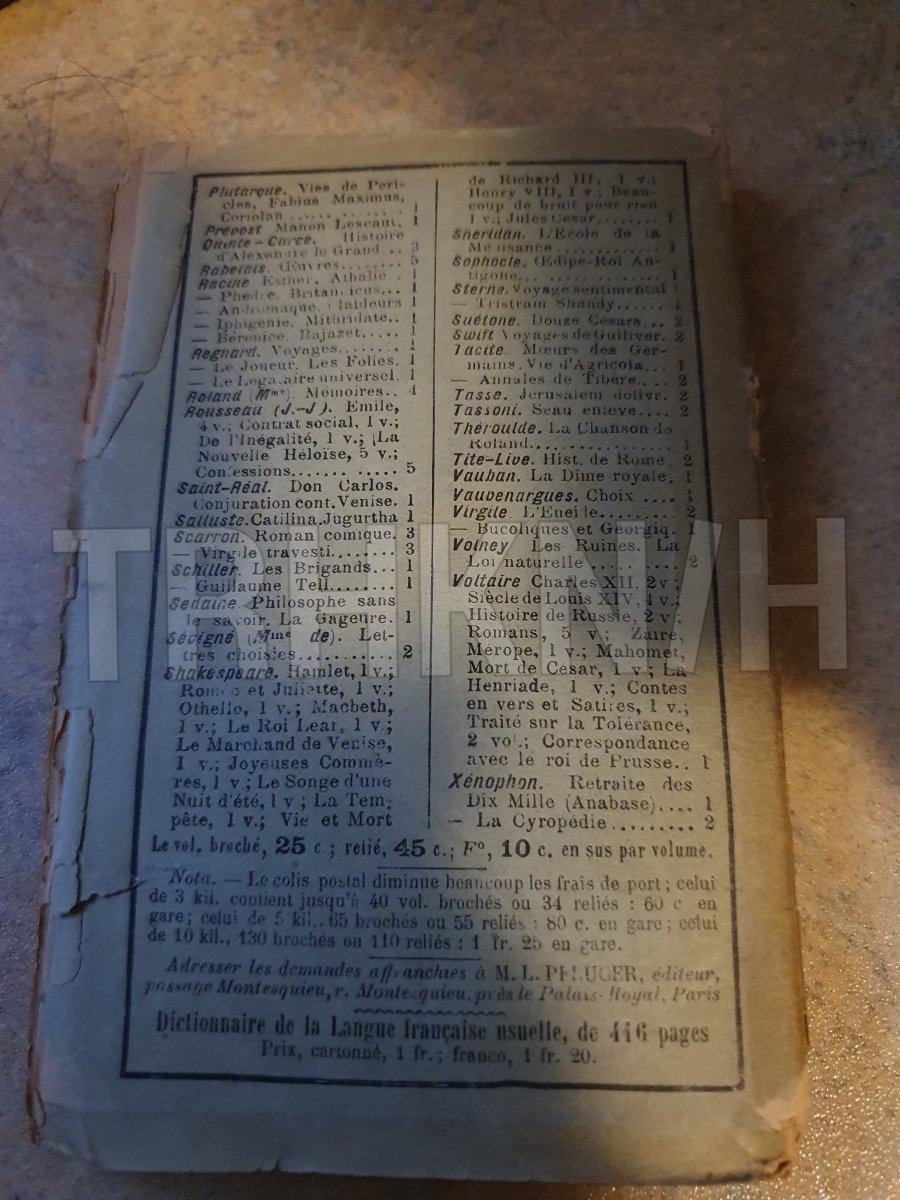 Plutarque. Vies de Peri-
clès, Fabius Maximus,
Coriolan .............. 1
Prévost Manon Lescaut. 1
Quinte-Curce. Histoire
d'Alexandre le Grand... 3
Rabelais. Œuvres........ 5
Racine Esther. Athalie . 1
— Phèdre. Britannicus... 1
— Andromaque. Plaideurs 1
— Iphigénie. Mithridate.. 1
— Bérénice. Bajazet..... 1
Regnard. Voyages........ 1
— Le Joueur. Les Folies. 1
— Le Légataire universel. 1
Roland (Mme) Mémoires.. 4
Rousseau (J.-J). Emile,
4 v.; Contrat social, 1 v.;
De l'Inégalité, 1 v.; La
Nouvelle Héloïse, 5 v.;
Confessions....... ..... 5
Saint-Réal. Don Carlos.
Conjuration cont. Venise. 1
Salluste. Catilina. Jugurtha 1
Scarron. Roman comique. 3
— Virgile travesti........ 3
Schiller. Les Brigands... 1
— Guillaume Tell........ 1
Sedaine Philosophe sans
le savoir. La Gageure. 1
Sévigné (Mme de). Let-
tres choisies........... 2
Shakespeare. Hamlet, 1 v.;
Roméo et Juliette, 1 v.;
Othello, 1 v.; Macbeth,
1 v.; Le Roi Lear, 1 v.;
Le Marchand de Venise,
1 v.; Joyeuses Commè-
res, 1 v; Le Songe d'une
Nuit d'été, 1 v; La Tem-
pête, 1 v.; Vie et Mort
de Richard III, 1 v.;
Henry VIII, 1 v.; Beau-
coup de bruit pour rien
1 v.; Jules César........ 1
Sheridan. L'Ecole de la
Médisance ............. 1
Sophocle. Œdipe-Roi. An-
tigone.................. 1
Sterne. Voyage sentimental 1
— Tristram Shandy...... 4
Suétone. Douze Césars... 2
Swift Voyages de Gulliver. 2
Tacite. Mœurs des Ger-
mains. Vie d'Agricola... 1
— Annales de Tibère.... 2
Tasse. Jérusalem délivr. 2
Tassoni. Seau enlevé.... 2
Théroulde. La Chanson de
Roland................. 1
Tite-Live. Hist. de Rome. 2
Vauban. La Dîme royale. 1
Vauvenargues. Choix .... 1
Virgile. L'Enéide......... 2
— Bucoliques et Géorgiq. 1
Volney Les Ruines. La
Loi naturelle .......... 2
Voltaire Charles XII, 2 v;
Siècle de Louis XIV, 4 v.;
Histoire de Russie, 2 v;
Romans, 5 v.; Zaïre,
Mérope, 1 v.; Mahomet,
Mort de César, 1 v; La
Henriade, 1 v.; Contes
en vers et Satires, 1 v.;
Traité sur la Tolérance,
2 vol.; Correspondance
avec le roi de Prusse.. 1
Xénophon. Retraite des
Dix Mille (Anabase).... 1
— La Cyropédie......... 2
Le vol. broché, 25 c.; relié, 45 c.; Fo, 10 c. en sus par volume.
Nota. — Le colis postal diminue beaucoup les frais de port; celui
de 3 kil. contient jusqu'à 40 vol. brochés ou 34 reliés : 60 c en
gare; celui de 5 kil., 65 brochés ou 55 reliés : 80 c. en gare; celui
de 10 kil., 130 brochés ou 110 reliés : 1 fr. 25 en gare.
Adresser les demandes affranchies à M. L. PFLUGER, éditeur,
passage Montesquieu, r. Montesquieu, près le Palais-Royal, Paris
Dictionnaire de la Langue française usuelle, de 416 pages
Prix, cartonné, 1 fr.; franco, 1 fr. 20.